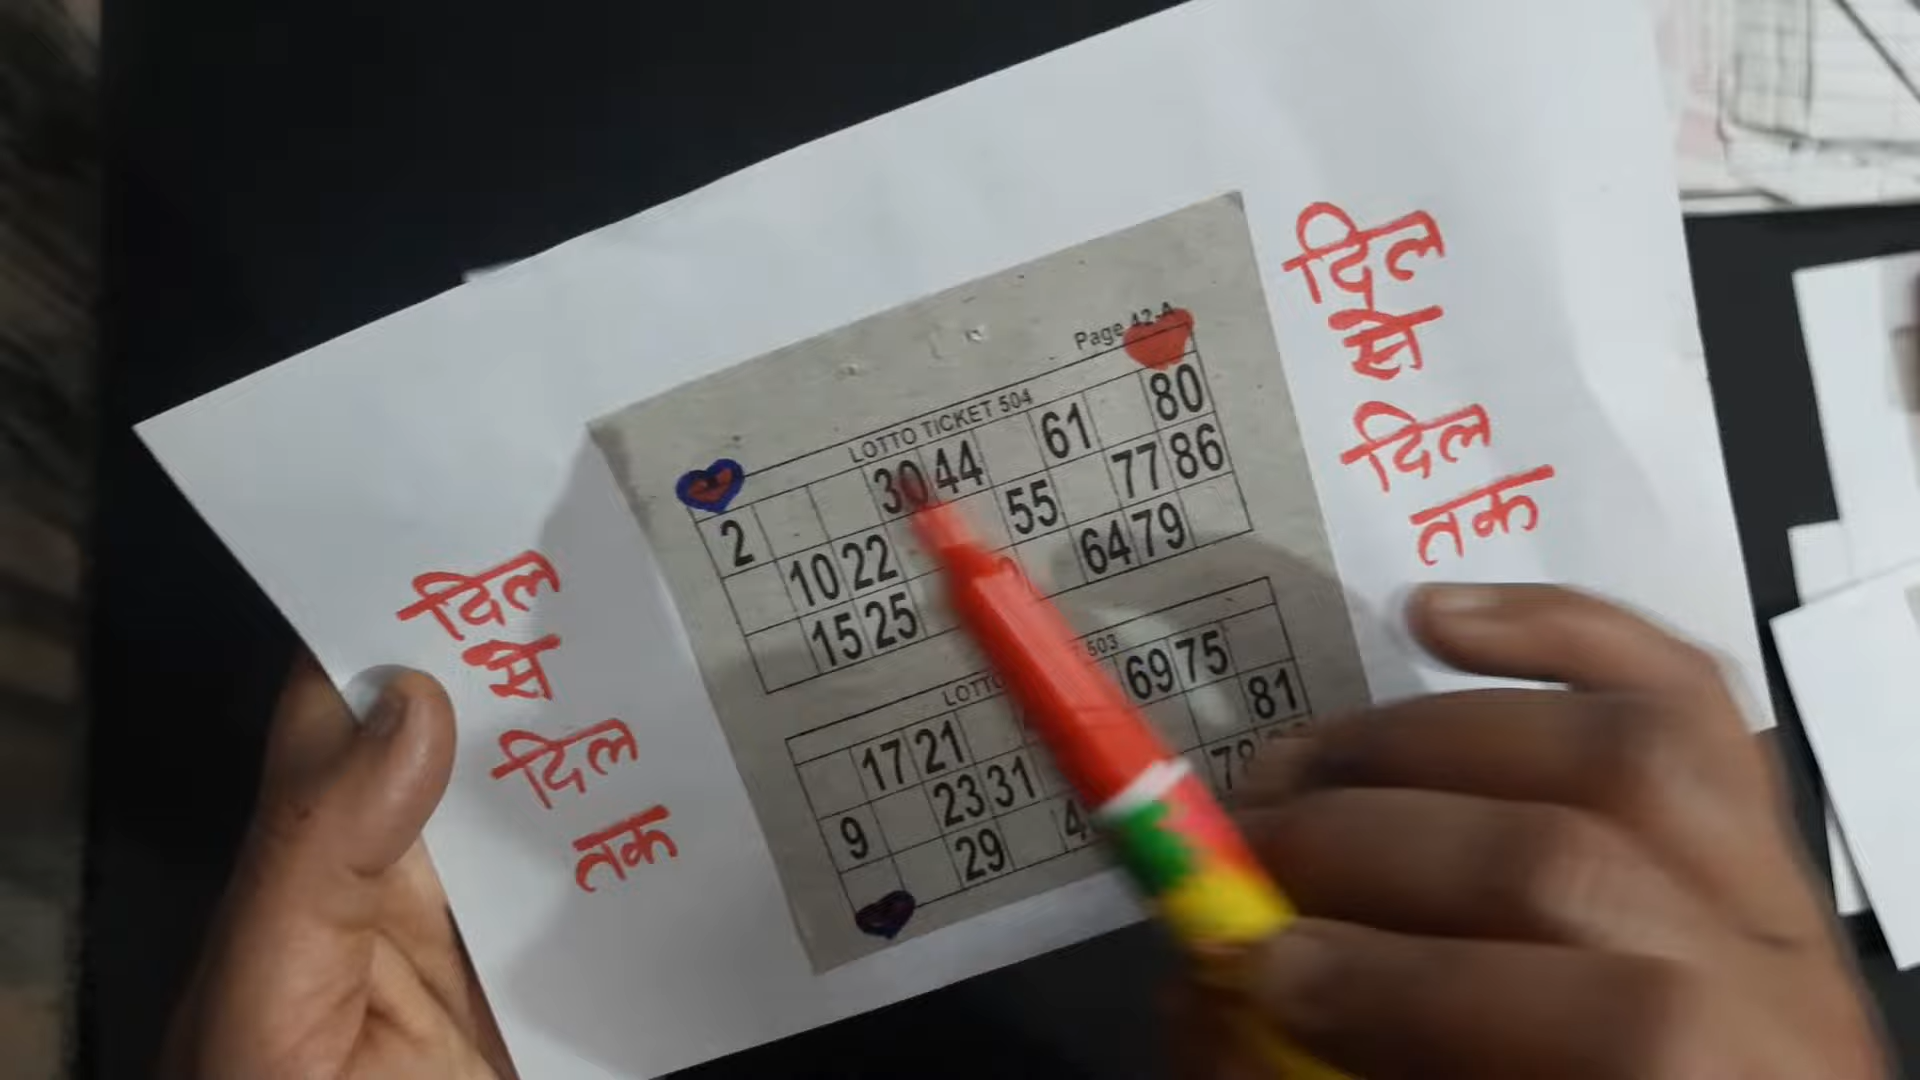 दिल
से
दिल
तक
Page 42-A
LOTTO TICKET 504
2 30 44 61 80
10 22 55 77 86
15 25 64 79
503
17 21 69 75
9 23 31 81
29
दिल
से
दिल
तक